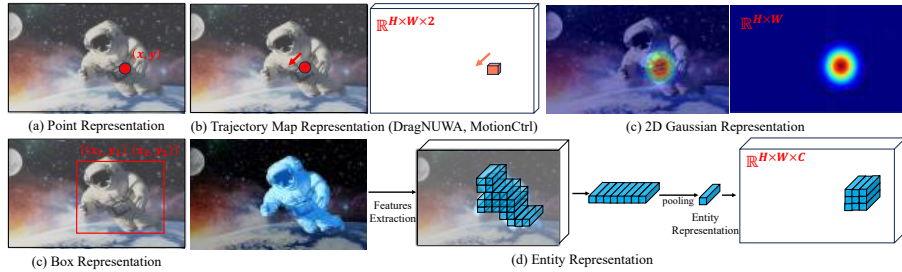 (x,y)
ℝ^{H×W×2}
ℝ^{H×W}
(a) Point Representation
(b) Trajectory Map Representation (DragNUWA, MotionCtrl)
(c) 2D Gaussian Representation
{(x₁,y₁),(x₂,y₂)}
Features
Extraction
pooling
Entity
Representation
ℝ^{H×W×C}
(c) Box Representation
(d) Entity Representation